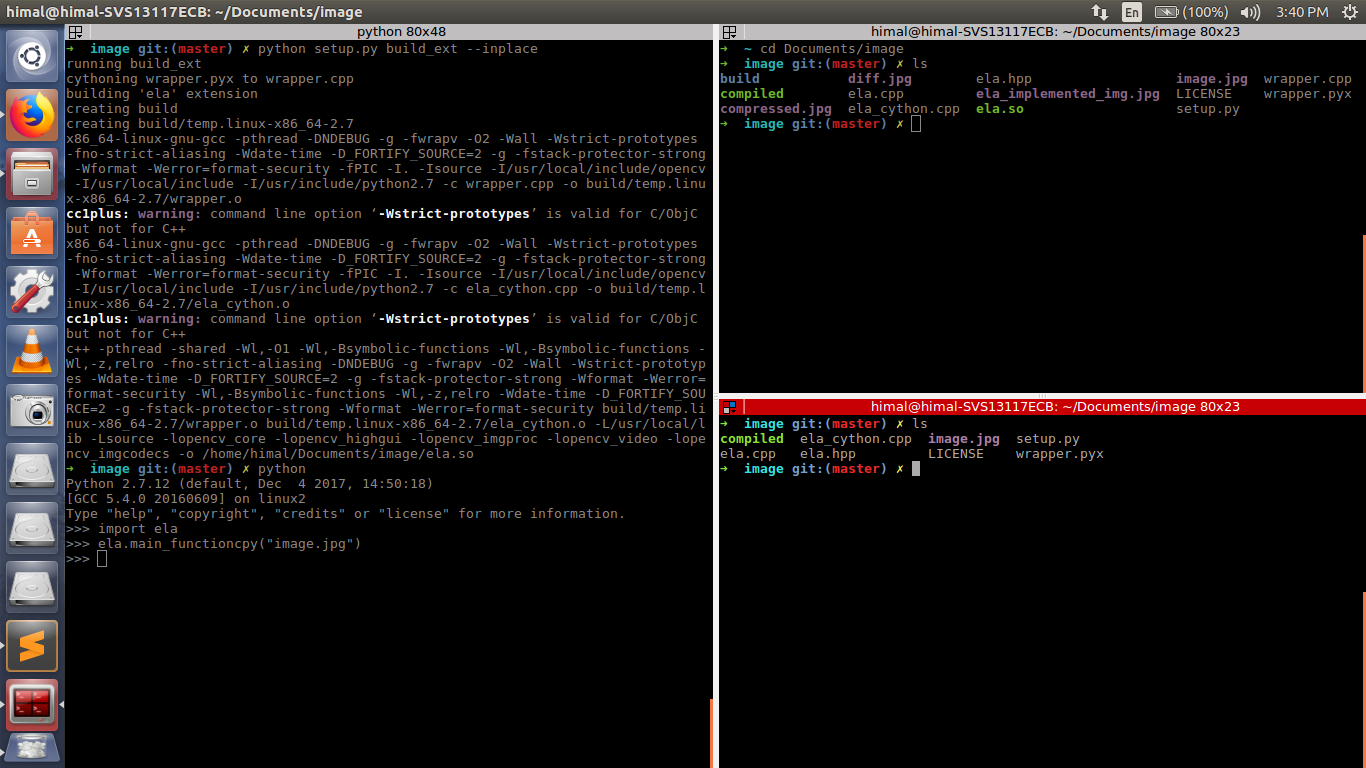 himal@himal-SVS13117ECB: ~/Documents/image
En
(100%)
3:40 PM
python 80x48
➜  image git:(master) ✗ python setup.py build_ext --inplace
running build_ext
cythoning wrapper.pyx to wrapper.cpp
building 'ela' extension
creating build
creating build/temp.linux-x86_64-2.7
x86_64-linux-gnu-gcc -pthread -DNDEBUG -g -fwrapv -O2 -Wall -Wstrict-prototypes
-fno-strict-aliasing -Wdate-time -D_FORTIFY_SOURCE=2 -g -fstack-protector-strong
 -Wformat -Werror=format-security -fPIC -I. -Isource -I/usr/local/include/opencv
 -I/usr/local/include -I/usr/include/python2.7 -c wrapper.cpp -o build/temp.linu
x-x86_64-2.7/wrapper.o
cc1plus: warning: command line option ‘-Wstrict-prototypes’ is valid for C/ObjC
but not for C++
x86_64-linux-gnu-gcc -pthread -DNDEBUG -g -fwrapv -O2 -Wall -Wstrict-prototypes
-fno-strict-aliasing -Wdate-time -D_FORTIFY_SOURCE=2 -g -fstack-protector-strong
 -Wformat -Werror=format-security -fPIC -I. -Isource -I/usr/local/include/opencv
 -I/usr/local/include -I/usr/include/python2.7 -c ela_cython.cpp -o build/temp.l
inux-x86_64-2.7/ela_cython.o
cc1plus: warning: command line option ‘-Wstrict-prototypes’ is valid for C/ObjC
but not for C++
c++ -pthread -shared -Wl,-O1 -Wl,-Bsymbolic-functions -Wl,-Bsymbolic-functions -
Wl,-z,relro -fno-strict-aliasing -DNDEBUG -g -fwrapv -O2 -Wall -Wstrict-prototyp
es -Wdate-time -D_FORTIFY_SOURCE=2 -g -fstack-protector-strong -Wformat -Werror=
format-security -Wl,-Bsymbolic-functions -Wl,-z,relro -Wdate-time -D_FORTIFY_SOU
RCE=2 -g -fstack-protector-strong -Wformat -Werror=format-security build/temp.li
nux-x86_64-2.7/wrapper.o build/temp.linux-x86_64-2.7/ela_cython.o -L/usr/local/l
ib -Lsource -lopencv_core -lopencv_highgui -lopencv_imgproc -lopencv_video -lope
ncv_imgcodecs -o /home/himal/Documents/image/ela.so
➜  image git:(master) ✗ python
Python 2.7.12 (default, Dec  4 2017, 14:50:18)
[GCC 5.4.0 20160609] on linux2
Type "help", "copyright", "credits" or "license" for more information.
>>> import ela
>>> ela.main_functioncpy("image.jpg")
>>>
himal@himal-SVS13117ECB: ~/Documents/image 80x23
➜  ~ cd Documents/image
➜  image git:(master) ✗ ls
build           diff.jpg        ela.hpp                  image.jpg  wrapper.cpp
compiled        ela.cpp         ela_implemented_img.jpg  LICENSE    wrapper.pyx
compressed.jpg  ela_cython.cpp  ela.so                   setup.py
➜  image git:(master) ✗
himal@himal-SVS13117ECB: ~/Documents/image 80x23
➜  image git:(master) ✗ ls
compiled  ela_cython.cpp  image.jpg  setup.py
ela.cpp   ela.hpp         LICENSE    wrapper.pyx
➜  image git:(master) ✗